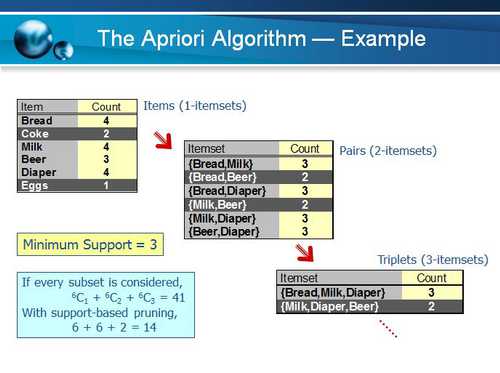 The Apriori Algorithm — Example
Item Count
Bread 4
Coke 2
Milk 4
Beer 3
Diaper 4
Eggs 1
Items (1-itemsets)
Itemset Count
{Bread,Milk} 3
{Bread,Beer} 2
{Bread,Diaper} 3
{Milk,Beer} 2
{Milk,Diaper} 3
{Beer,Diaper} 3
Pairs (2-itemsets)
Minimum Support = 3
Triplets (3-itemsets)
Itemset Count
{Bread,Milk,Diaper} 3
{Milk,Diaper,Beer} 2
If every subset is considered,
⁶C₁ + ⁶C₂ + ⁶C₃ = 41
With support-based pruning,
6 + 6 + 2 = 14